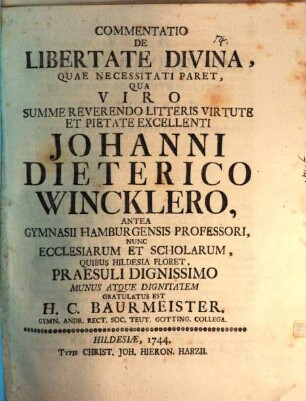 COMMENTATIO
DE
LIBERTATE DIVINA,
QUAE NECESSITATI PARET,
QUA
VIRO
SUMME REVERENDO LITTERIS VIRTUTE
ET PIETATE EXCELLENTI
JOHANNI
DIETERICO
WINCKLERO,
ANTEA
GYMNASII HAMBURGENSIS PROFESSORI,
NUNC
ECCLESIARUM ET SCHOLARUM,
QUIBUS HILDESIA FLORET,
PRAESULI DIGNISSIMO
MUNUS ATQUE DIGNITATEM
GRATULATUS EST
H. C. BAURMEISTER.
GYMN. ANDR. RECT. SOC. TEUT. GOTTING. COLLEGA.
HILDESIÆ, 1744.
TYPIS CHRIST. JOH. HIERON. HARZII.